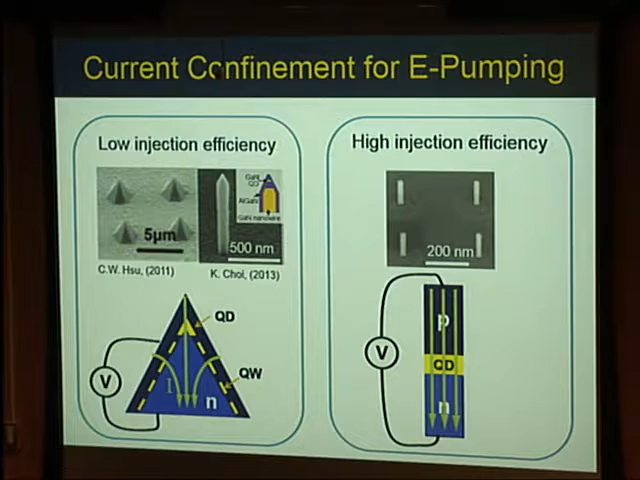 Current Confinement for E-Pumping
Low injection efficiency
GaN
QD
AlGaN
GaN nanowire
5µm
500 nm
C.W. Hsu, (2011)
K. Choi, (2013)
QD
QW
V
I
n
High injection efficiency
200 nm
V
p
QD
n